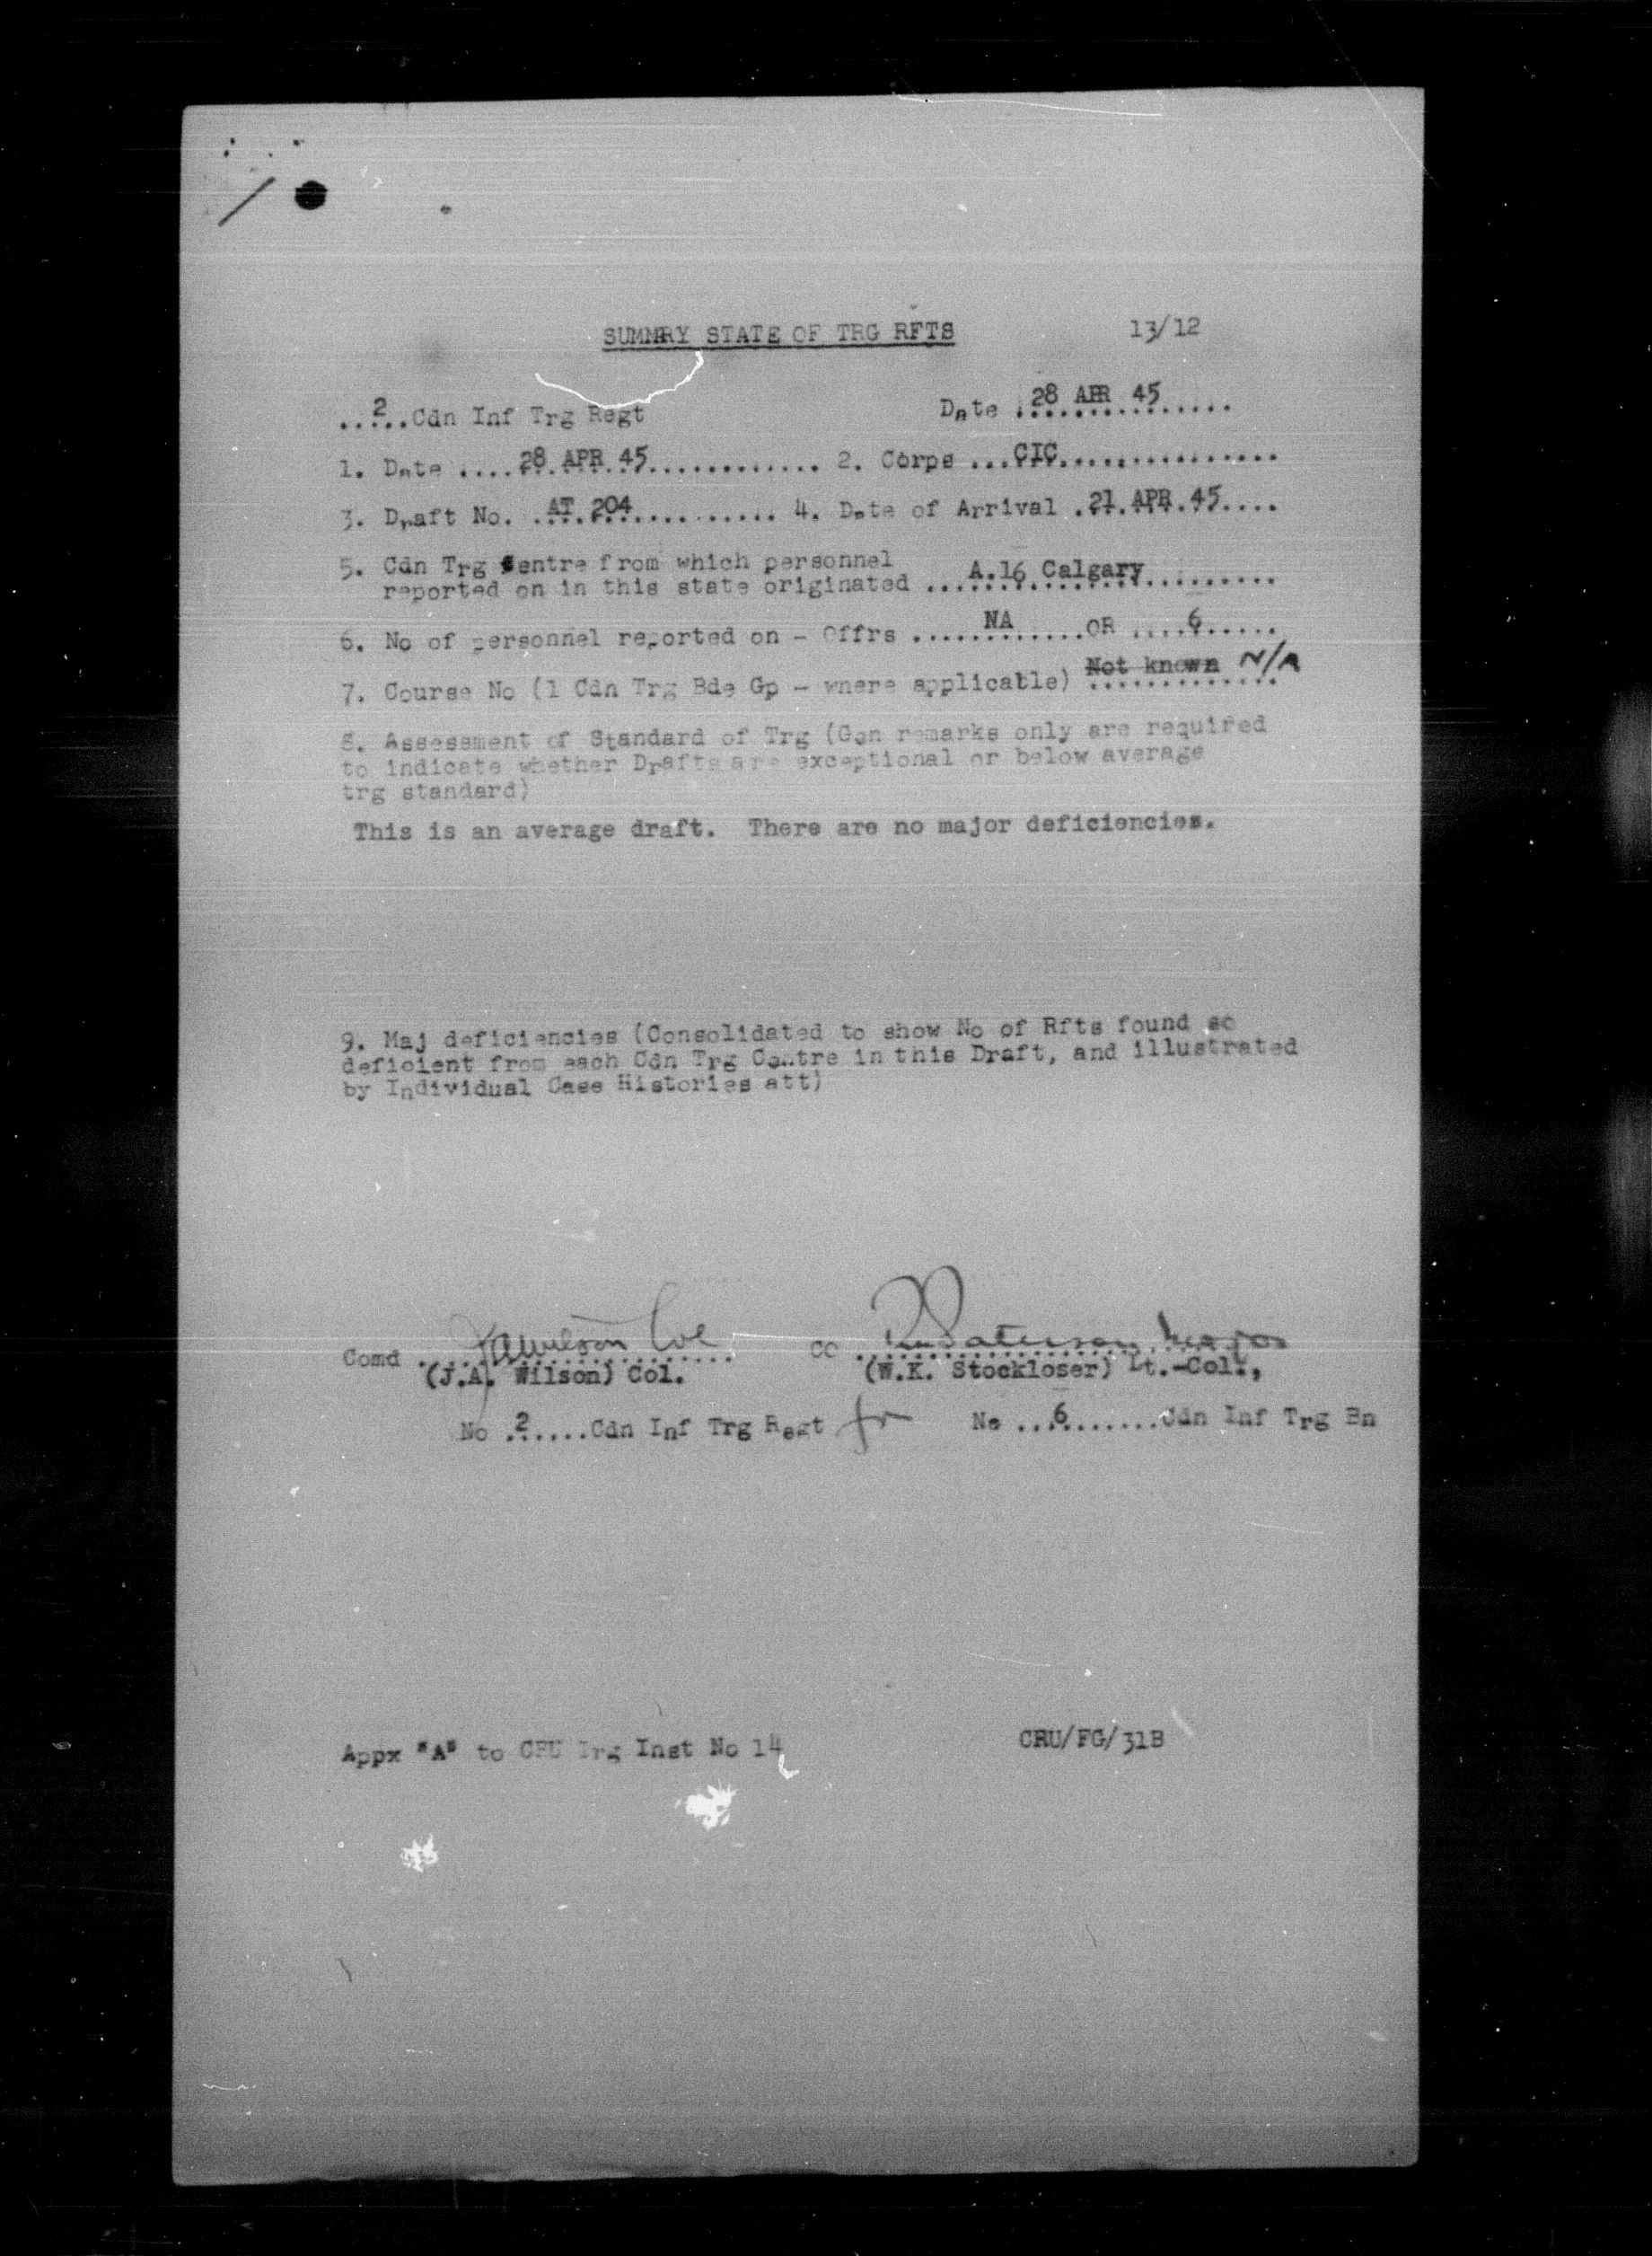 SUMMRY STATE OF TRG RFTS 13/12
..2..Cdn Inf Trg Regt Date .28 APR 45...............
1. Date ....28 APR 45............ 2. Corps ...CIC.................
3. Draft No. .AT 204............. 4. Date of Arrival .21 APR 45....
5. Cdn Trg Centre from which personnel
reported on in this state originated ...A.16 Calgary..........
6. No of personnel reported on - Offrs .....NA......OR ....6.....
7. Course No (1 Cdn Trg Bde Gp - where applicable) Not known N/A
8. Assessment of Standard of Trg (Gen remarks only are required
to indicate whether Drafts are exceptional or below average
trg standard)
This is an average draft. There are no major deficiencies.
9. Maj deficiencies (Consolidated to show No of Rfts found so
deficient from each Cdn Trg Centre in this Draft, and illustrated
by Individual Case Histories att)
Comd ... JAWilson Col CO ... Paterson Major
(J.A. Wilson) Col. (W.K. Stockloser) Lt.-Col.,
No .2.....Cdn Inf Trg Regt fr No ...6.......Cdn Inf Trg Bn
Appx "A" to CRU Trg Inst No 14 CRU/FG/31B